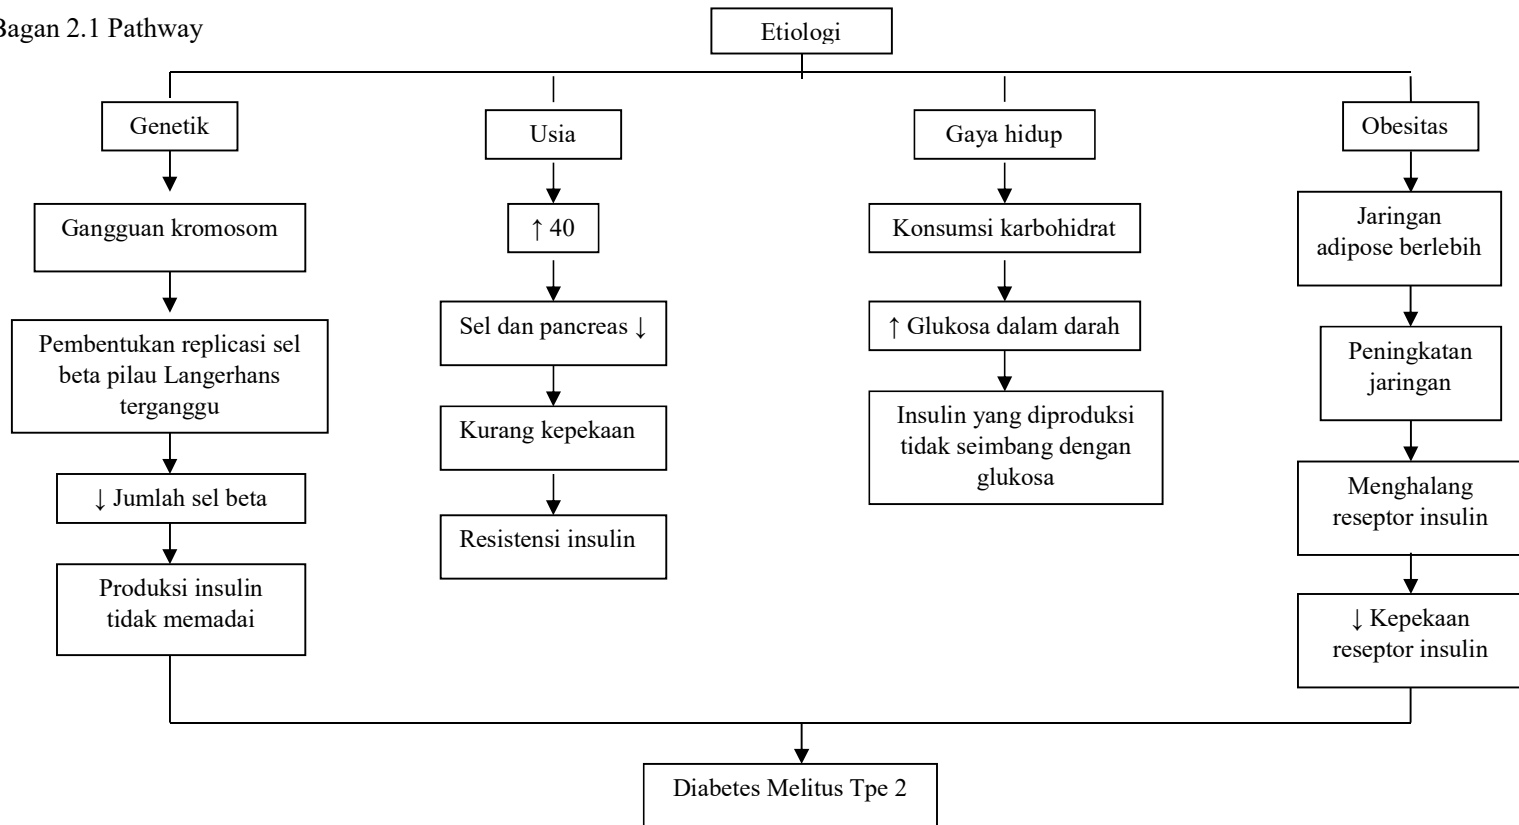 Bagan 2.1 Pathway
Etiologi
Genetik
Usia
Gaya hidup
Obesitas
Gangguan kromosom
↑ 40
Konsumsi karbohidrat
Jaringan
adipose berlebih
Pembentukan replicasi sel
beta pilau Langerhans
terganggu
Sel dan pancreas ↓
↑ Glukosa dalam darah
Peningkatan
jaringan
Kurang kepekaan
Insulin yang diproduksi
tidak seimbang dengan
glukosa
↓ Jumlah sel beta
Resistensi insulin
Menghalang
reseptor insulin
Produksi insulin
tidak memadai
↓ Kepekaan
reseptor insulin
Diabetes Melitus Tpe 2